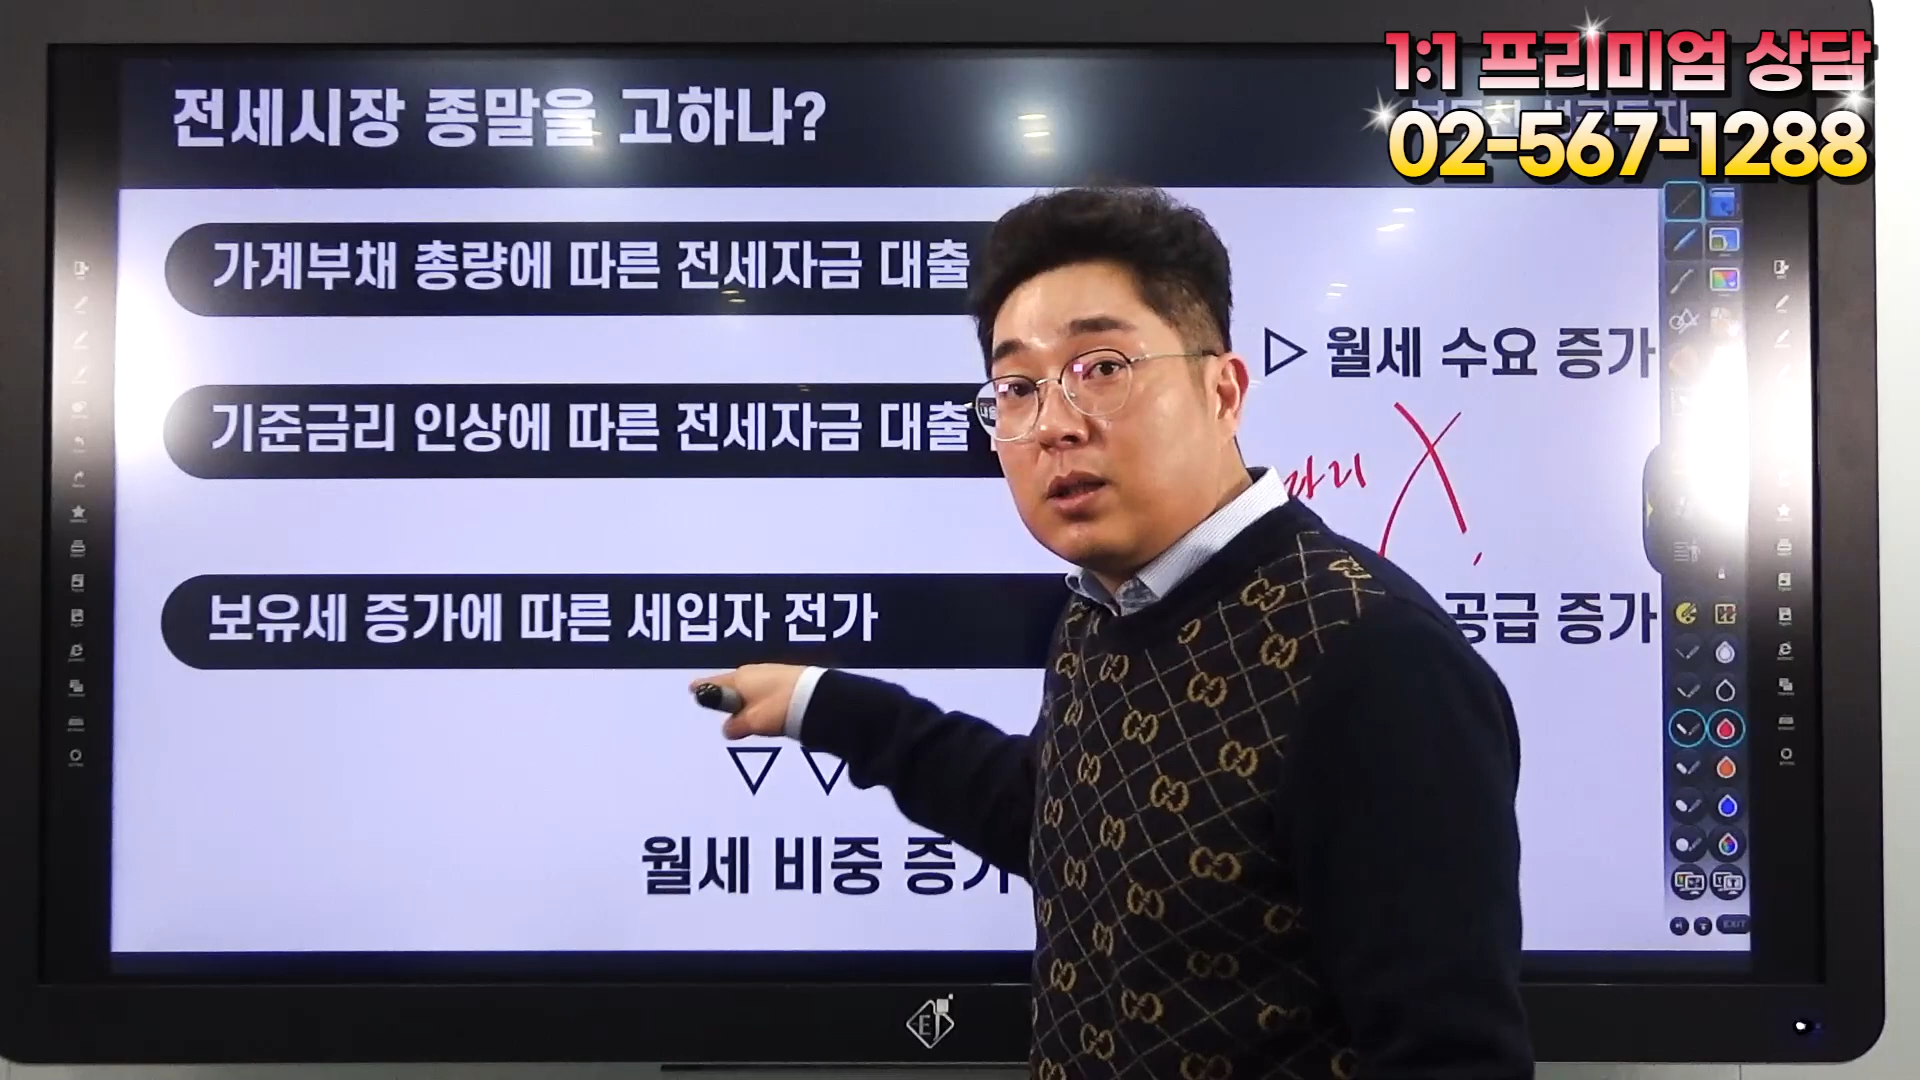 1:1 프리미엄 상담
02-567-1288
전세시장 종말을 고하나?
가계부채 총량에 따른 전세자금 대출
▷ 월세 수요 증가
기준금리 인상에 따른 전세자금 대출
보유세 증가에 따른 세입자 전가
공급 증가
▽ ▽
월세 비중 증가
EXIT